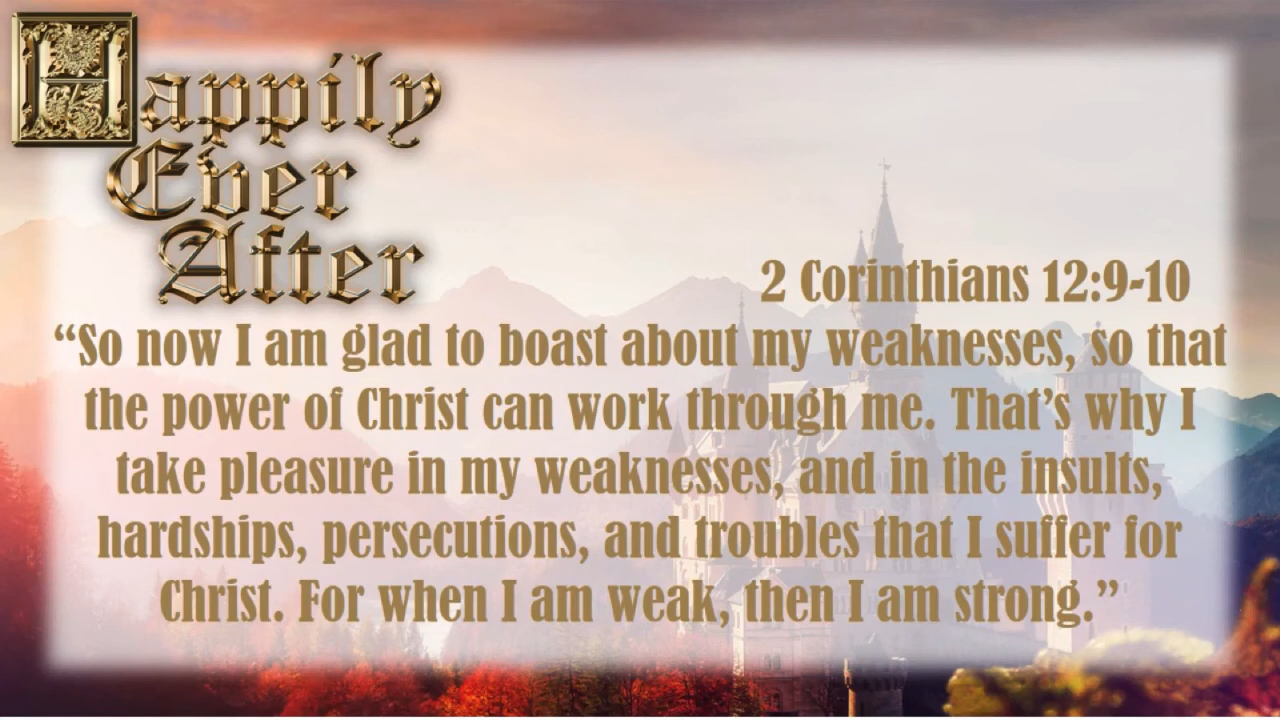 Happily
Ever
After
2 Corinthians 12:9-10
“So now I am glad to boast about my weaknesses, so that
the power of Christ can work through me. That’s why I
take pleasure in my weaknesses, and in the insults,
hardships, persecutions, and troubles that I suffer for
Christ. For when I am weak, then I am strong.”